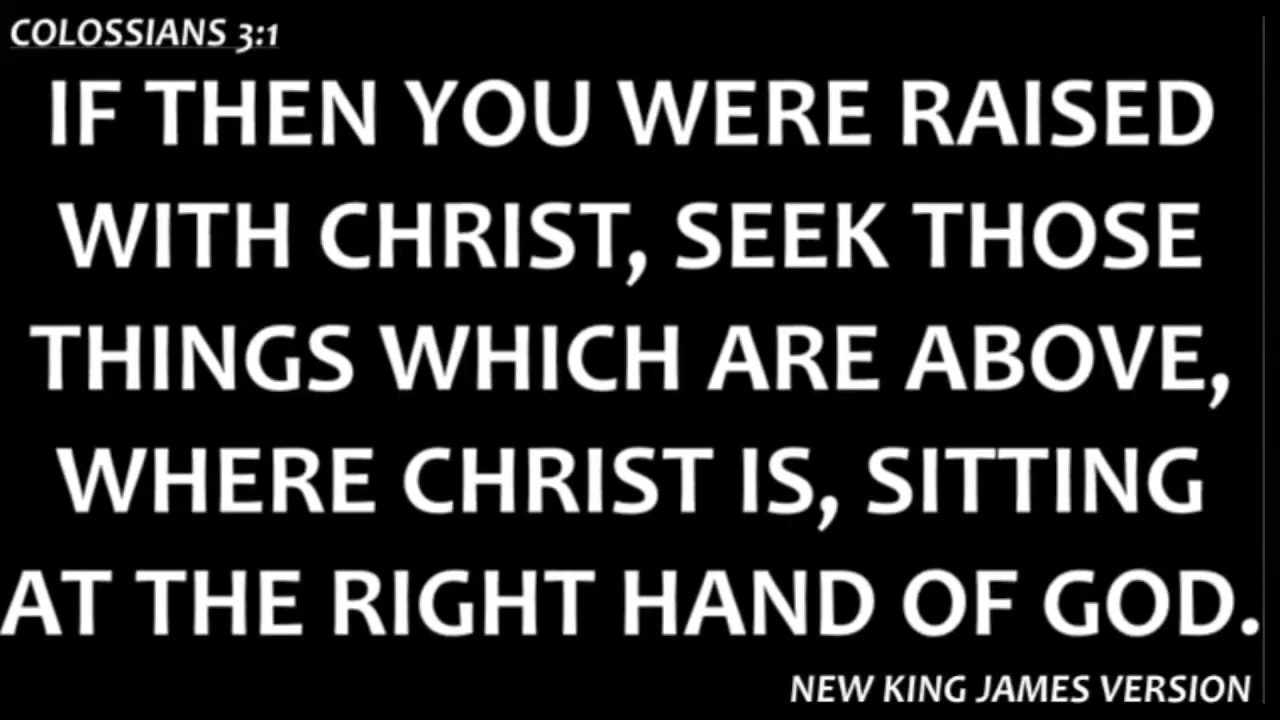 COLOSSIANS 3:1
IF THEN YOU WERE RAISED
WITH CHRIST, SEEK THOSE
THINGS WHICH ARE ABOVE,
WHERE CHRIST IS, SITTING
AT THE RIGHT HAND OF GOD.
NEW KING JAMES VERSION